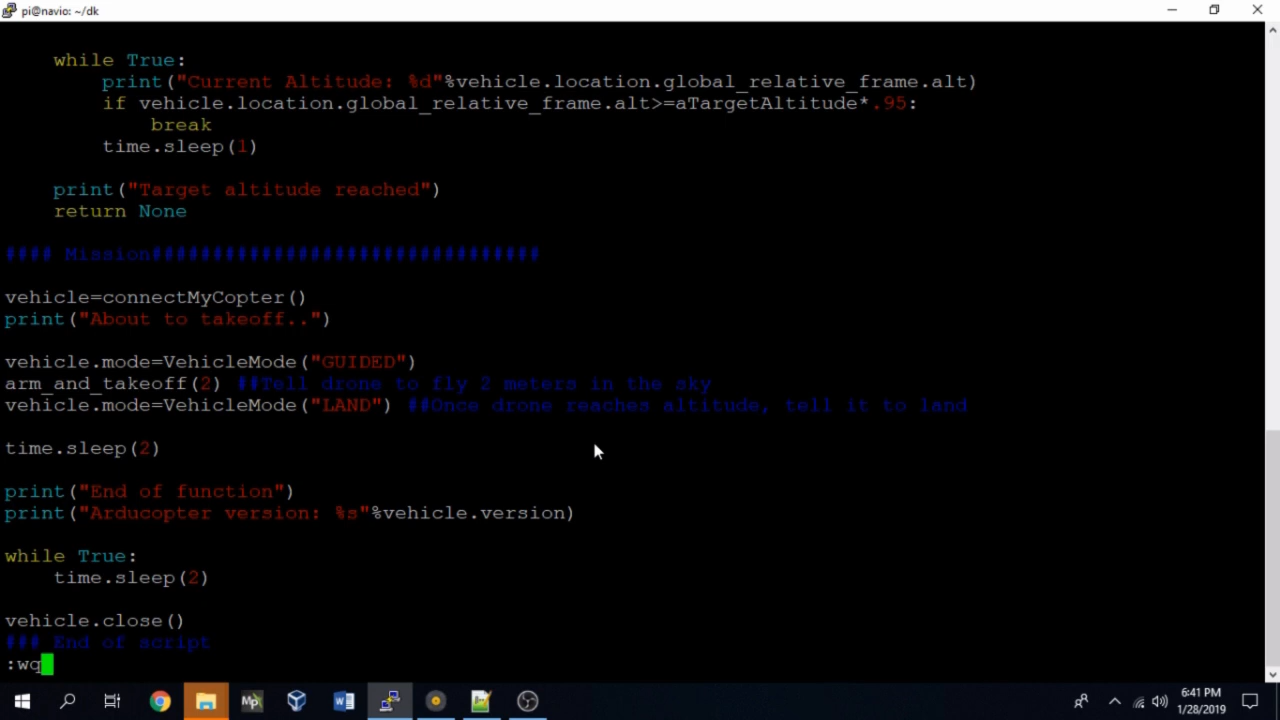 pi@navio: ~/dk
while True:
print("Current Altitude: %d"%vehicle.location.global_relative_frame.alt)
if vehicle.location.global_relative_frame.alt>=aTargetAltitude*.95:
break
time.sleep(1)
print("Target altitude reached")
return None
#### Mission################################
vehicle=connectMyCopter()
print("About to takeoff..")
vehicle.mode=VehicleMode("GUIDED")
arm_and_takeoff(2) ##Tell drone to fly 2 meters in the sky
vehicle.mode=VehicleMode("LAND") ##Once drone reaches altitude, tell it to land
time.sleep(2)
print("End of function")
print("Arducopter version: %s"%vehicle.version)
while True:
time.sleep(2)
vehicle.close()
### End of script
:wq
Mp
6:41 PM
1/28/2019